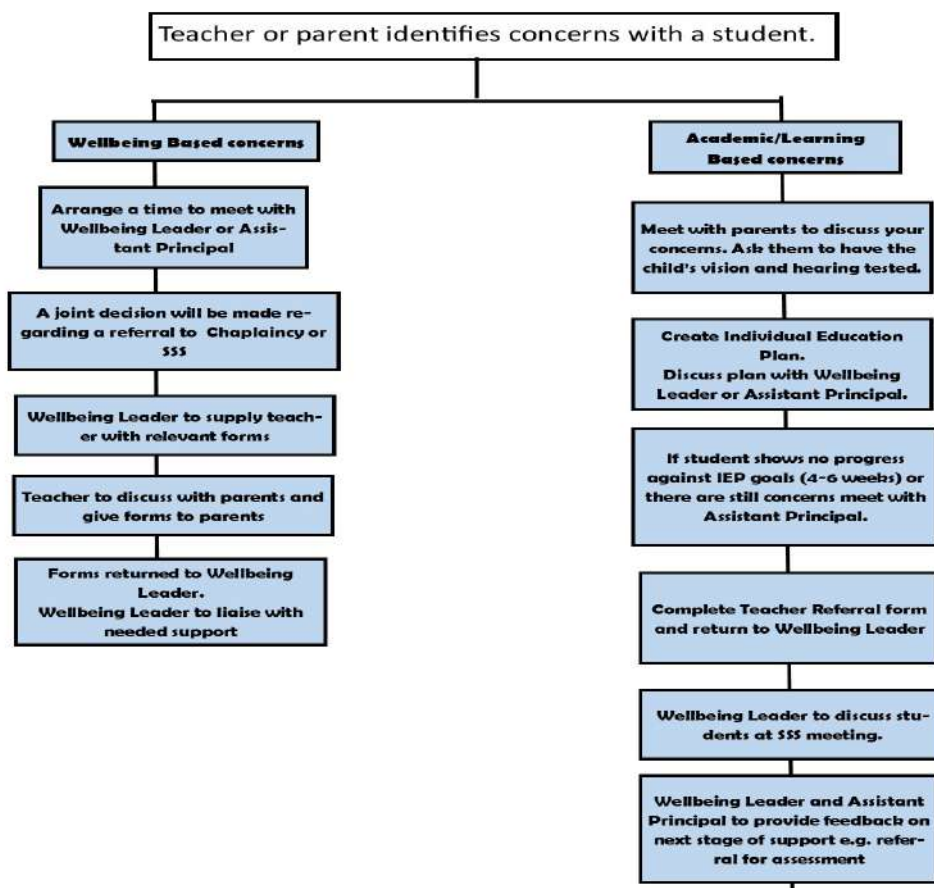 Teacher or parent identifies concerns with a student.
Wellbeing Based concerns
Arrange a time to meet with
Wellbeing Leader or Assis-
tant Principal
A joint decision will be made re-
garding a referral to Chaplaincy or
SSS
Wellbeing Leader to supply teach-
er with relevant forms
Teacher to discuss with parents and
give forms to parents
Forms returned to Wellbeing
Leader.
Wellbeing Leader to liaise with
needed support
Academic/Learning
Based concerns
Meet with parents to discuss your
concerns. Ask them to have the
child's vision and hearing tested.
Create Individual Education
Plan.
Discuss plan with Wellbeing
Leader or Assistant Principal.
If student shows no progress
against IEP goals (4-6 weeks) or
there are still concerns meet with
Assistant Principal.
Complete Teacher Referral form
and return to Wellbeing Leader
Wellbeing Leader to discuss stu-
dents at SSS meeting.
Wellbeing Leader and Assistant
Principal to provide feedback on
next stage of support e.g. refer-
ral for assessment